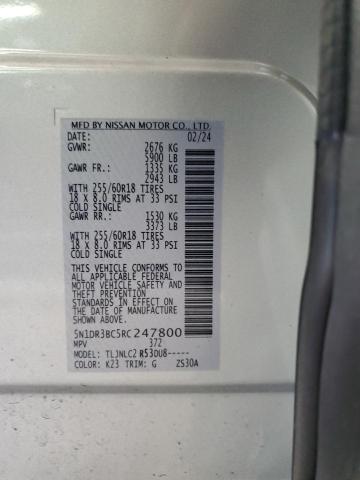 MFD BY NISSAN MOTOR CO., LTD.
DATE: 02/24
GVWR: 2676 KG
5900 LB
GAWR FR.: 1335 KG
2943 LB
WITH 255/60R18 TIRES
18 X 8.0 RIMS AT 33 PSI
COLD SINGLE
GAWR RR.: 1530 KG
3373 LB
WITH 255/60R18 TIRES
18 X 8.0 RIMS AT 33 PSI
COLD SINGLE
THIS VEHICLE CONFORMS TO
ALL APPLICABLE FEDERAL
MOTOR VEHICLE SAFETY AND
THEFT PREVENTION
STANDARDS IN EFFECT ON
THE DATE OF MANUFACTURE
SHOWN ABOVE.
5N1DR3BC5RC247800
MPV 372
TLJNLC2 R53DU8-----
COLOR: K23 TRIM: G ZS30A